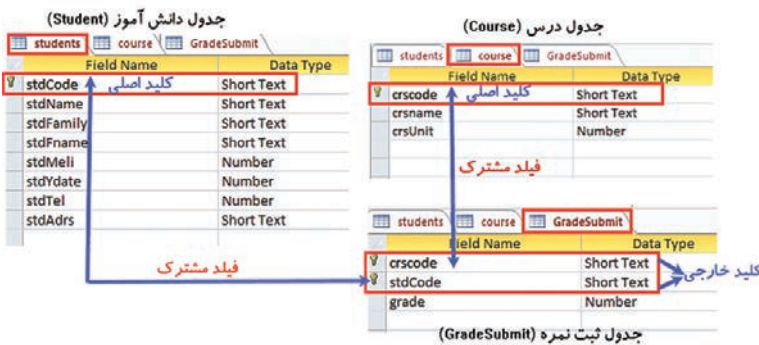 جدول دانش آموز (Student)
students course GradeSubmit
Field Name Data Type
stdCode کلید اصلی Short Text
stdName Short Text
stdFamily Short Text
stdFname Short Text
stdMeli Number
stdYdate Number
stdTel Number
stdAdrs Short Text
فیلد مشترک
جدول درس (Course)
students course GradeSubmit
Field Name Data Type
crscode کلید اصلی Short Text
crsname Short Text
crsUnit Number
فیلد مشترک
students course GradeSubmit
Field Name Data Type
crscode Short Text
stdCode Short Text
کلید خارجی
grade Number
جدول ثبت نمره (GradeSubmit)